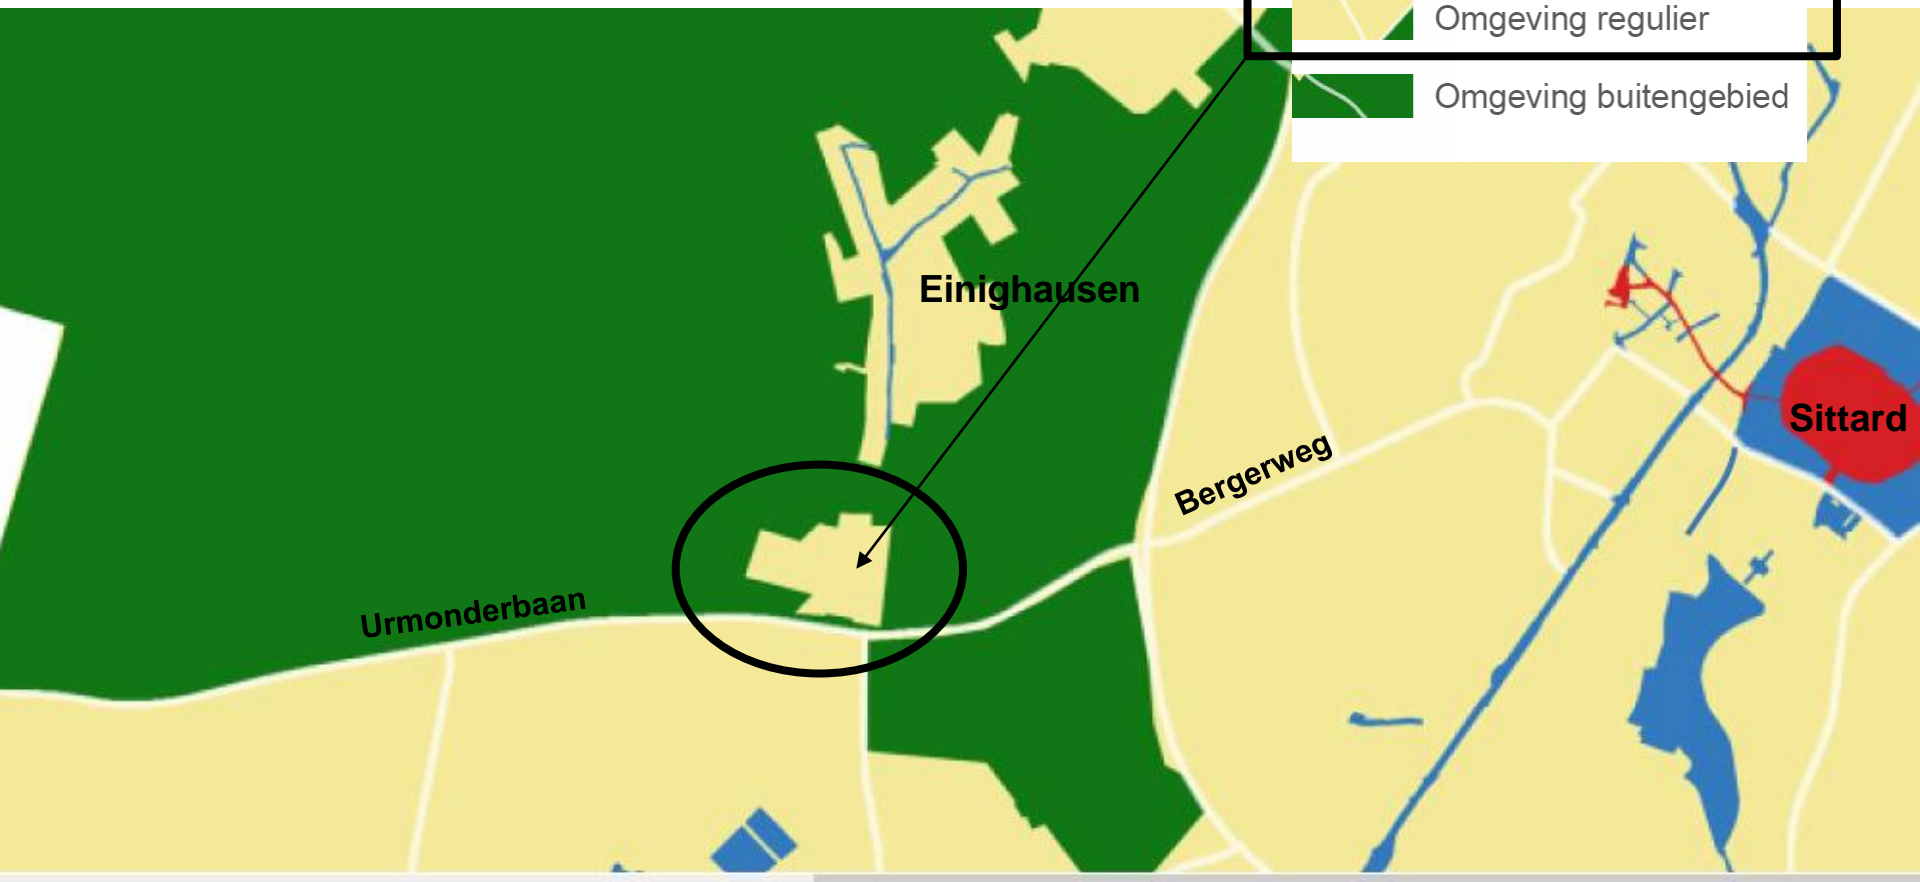 Omgeving regulier
Omgeving buitengebied
Einighausen
Sittard
Bergerweg
Urmonderbaan